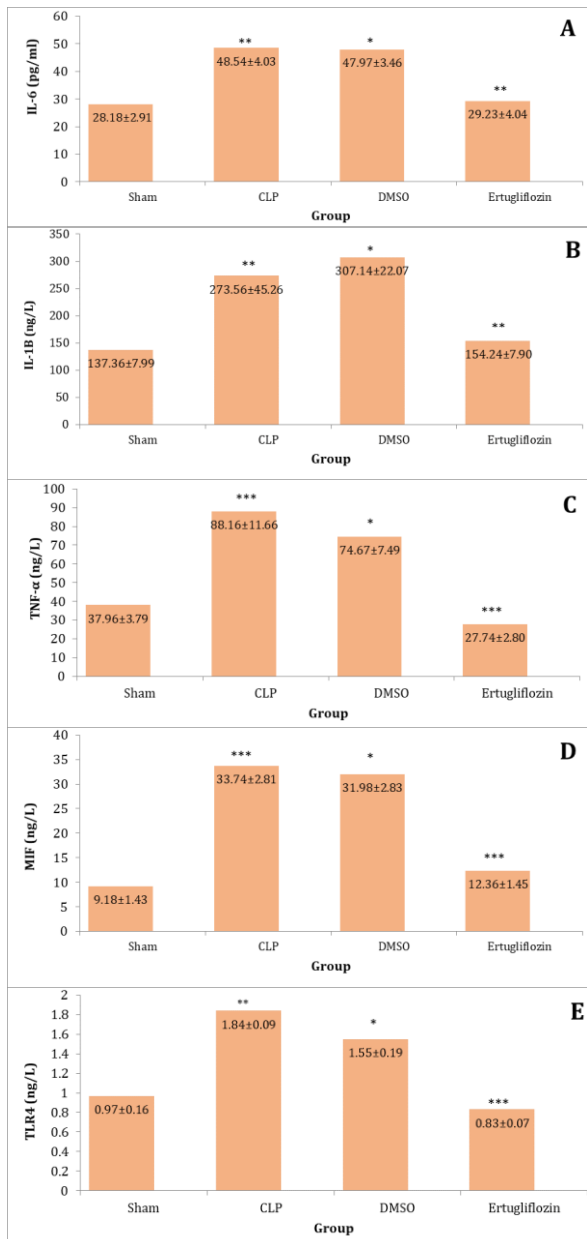 A
IL-6 (pg/ml)
60
50
40
30
20
10
0
** * **
28.18±2.91 48.54±4.03 47.97±3.46 29.23±4.04
Sham CLP DMSO Ertugliflozin
Group
B
IL-1B (ng/L)
350
300
250
200
150
100
50
0
** * **
137.36±7.99 273.56±45.26 307.14±22.07 154.24±7.90
Sham CLP DMSO Ertugliflozin
Group
C
TNF-α (ng/L)
100
90
80
70
60
50
40
30
20
10
0
*** * ***
37.96±3.79 88.16±11.66 74.67±7.49 27.74±2.80
Sham CLP DMSO Ertugliflozin
Group
D
MIF (ng/L)
40
35
30
25
20
15
10
5
0
*** * ***
9.18±1.43 33.74±2.81 31.98±2.83 12.36±1.45
Sham CLP DMSO Ertugliflozin
Group
E
TLR4 (ng/L)
2
1.8
1.6
1.4
1.2
1
0.8
0.6
0.4
0.2
0
** * ***
0.97±0.16 1.84±0.09 1.55±0.19 0.83±0.07
Sham CLP DMSO Ertugliflozin
Group